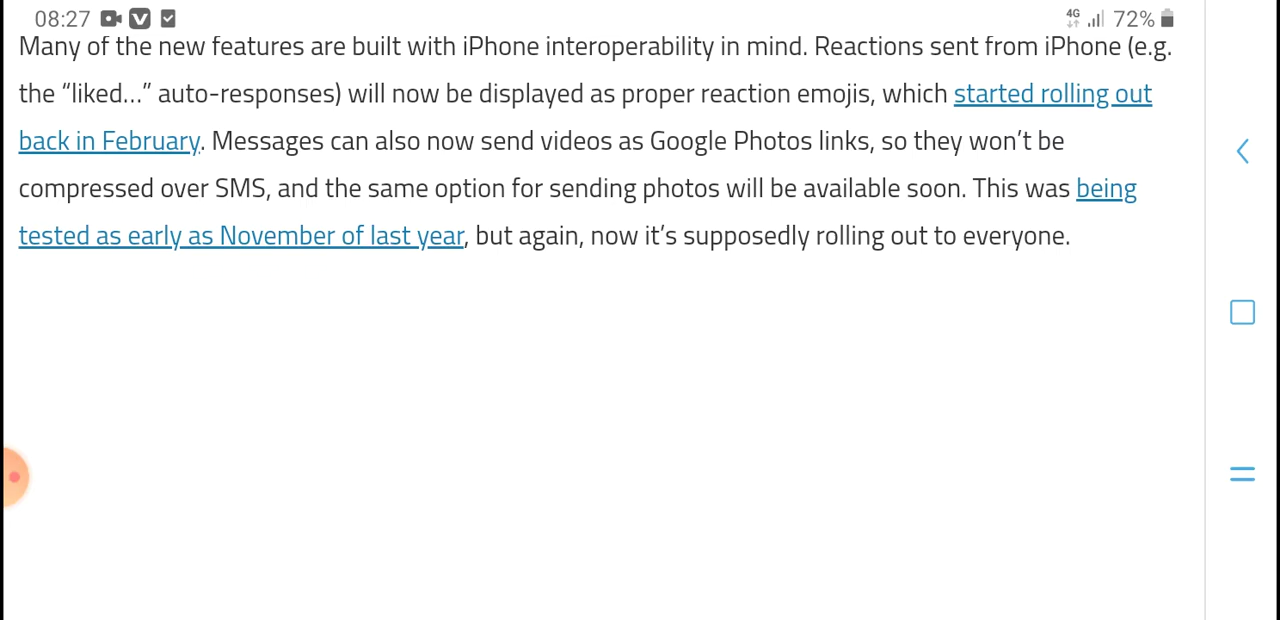 08:27
4G 72%
Many of the new features are built with iPhone interoperability in mind. Reactions sent from iPhone (e.g.
the “liked…” auto-responses) will now be displayed as proper reaction emojis, which started rolling out
back in February. Messages can also now send videos as Google Photos links, so they won’t be
compressed over SMS, and the same option for sending photos will be available soon. This was being
tested as early as November of last year, but again, now it’s supposedly rolling out to everyone.